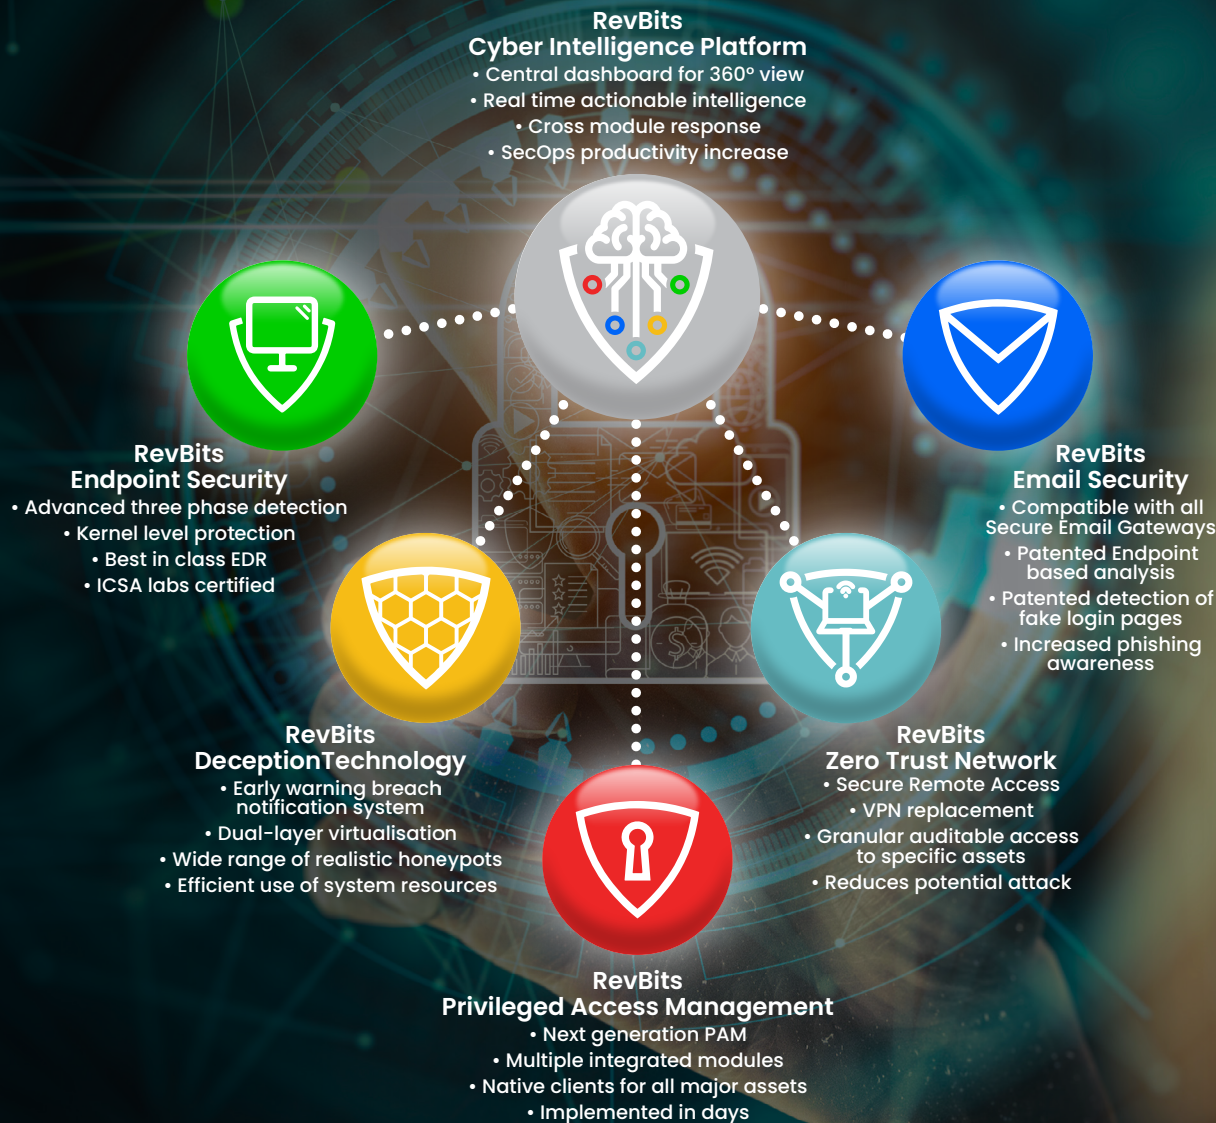 RevBits
Cyber Intelligence Platform
• Central dashboard for 360° view
• Real time actionable intelligence
• Cross module response
• SecOps productivity increase
RevBits
Endpoint Security
• Advanced three phase detection
• Kernel level protection
• Best in class EDR
• ICSA labs certified
RevBits
Email Security
• Compatible with all
Secure Email Gateways
• Patented Endpoint
based analysis
• Patented detection of
fake login pages
• Increased phishing
awareness
RevBits
DeceptionTechnology
• Early warning breach
notification system
• Dual-layer virtualisation
• Wide range of realistic honeypots
• Efficient use of system resources
RevBits
Zero Trust Network
• Secure Remote Access
• VPN replacement
• Granular auditable access
to specific assets
• Reduces potential attack
RevBits
Privileged Access Management
• Next generation PAM
• Multiple integrated modules
• Native clients for all major assets
• Implemented in days